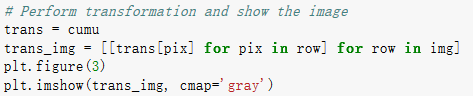 # Perform transformation and show the image
trans = cumu
trans_img = [[trans[pix] for pix in row] for row in img]
plt.figure(3)
plt.imshow(trans_img, cmap='gray')